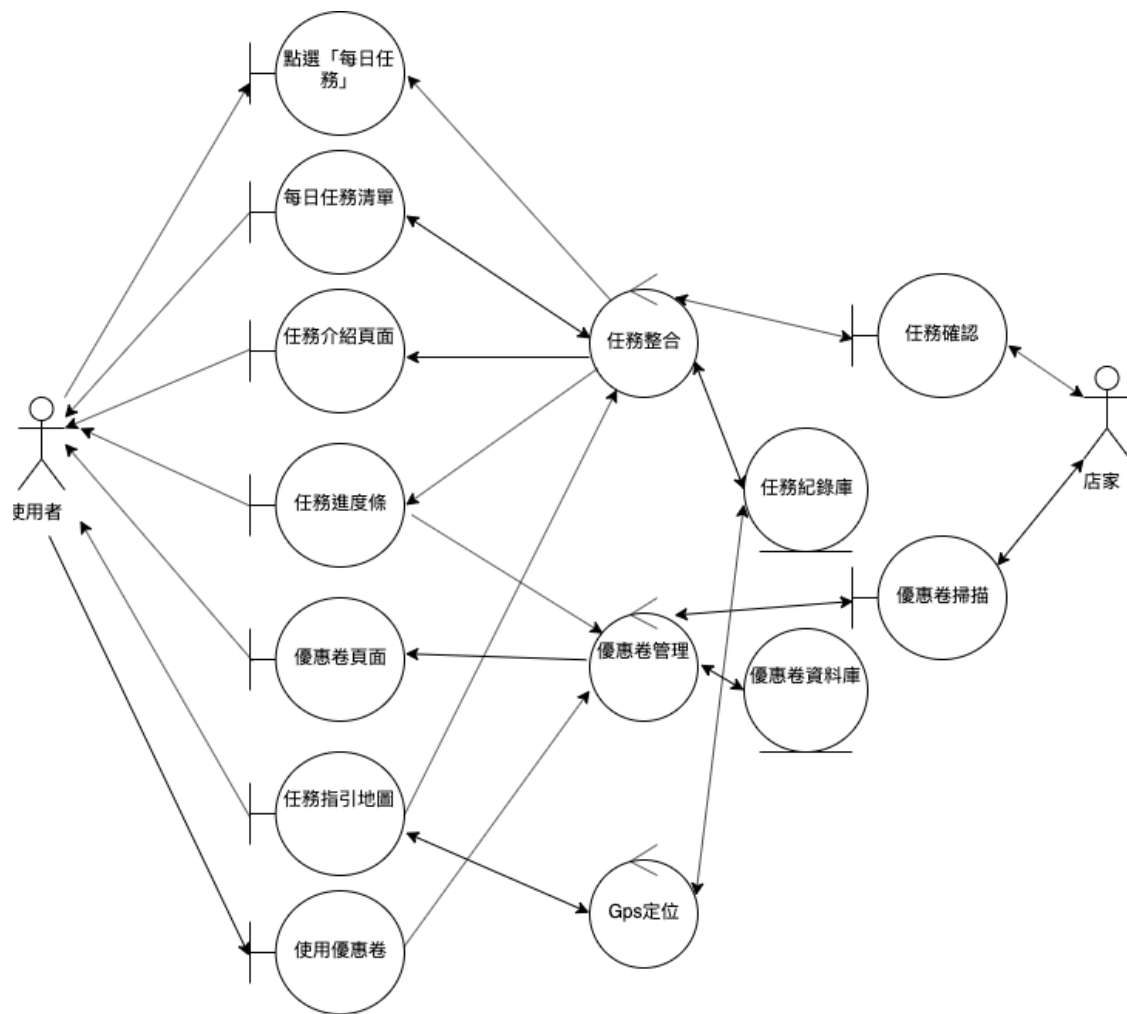 點選「每日任
務」
每日任務清單
任務介紹頁面
任務整合
任務確認
使用者
任務進度條
任務紀錄庫
店家
優惠卷頁面
優惠卷管理
優惠卷掃描
優惠卷資料庫
任務指引地圖
Gps定位
使用優惠卷